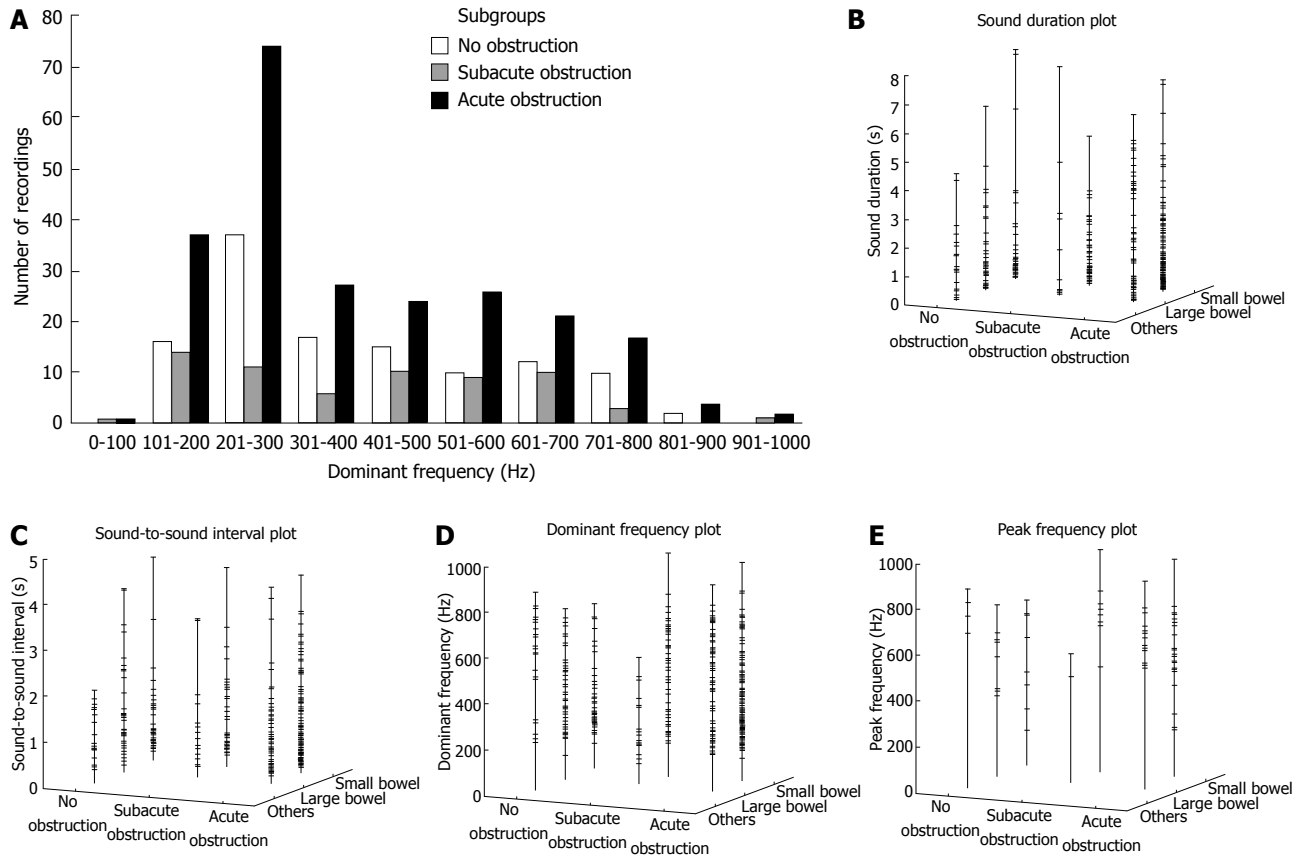 A
Subgroups
No obstruction
Subacute obstruction
Acute obstruction
80
70
60
50
40
30
20
10
0
Number of recordings
0-100 101-200 201-300 301-400 401-500 501-600 601-700 701-800 801-900 901-1000
Dominant frequency (Hz)
B
Sound duration plot
8
7
6
5
4
3
2
1
0
Sound duration (s)
No
obstruction
Subacute
obstruction
Acute
obstruction
Others
Large bowel
Small bowel
C
Sound-to-sound interval plot
5
4
3
2
1
0
Sound-to-sound interval (s)
No
obstruction
Subacute
obstruction
Acute
obstruction
Others
Large bowel
Small bowel
D
Dominant frequency plot
1000
800
600
400
200
0
Dominant frequency (Hz)
No
obstruction
Subacute
obstruction
Acute
obstruction
Others
Large bowel
Small bowel
E
Peak frequency plot
1000
800
600
400
200
0
Peak frequency (Hz)
No
obstruction
Subacute
obstruction
Acute
obstruction
Others
Large bowel
Small bowel